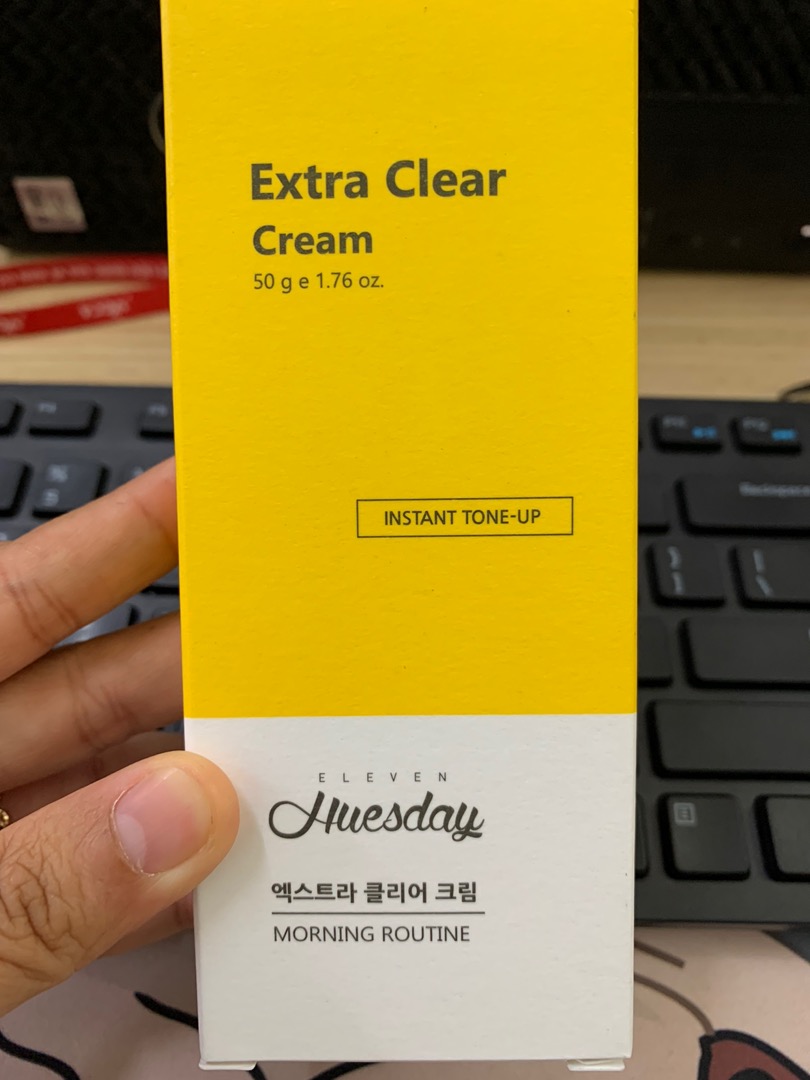 Extra Clear
Cream
50 g e 1.76 oz.
INSTANT TONE-UP
ELEVEN
Huesday
엑스트라 클리어 크림
MORNING ROUTINE
Backspace